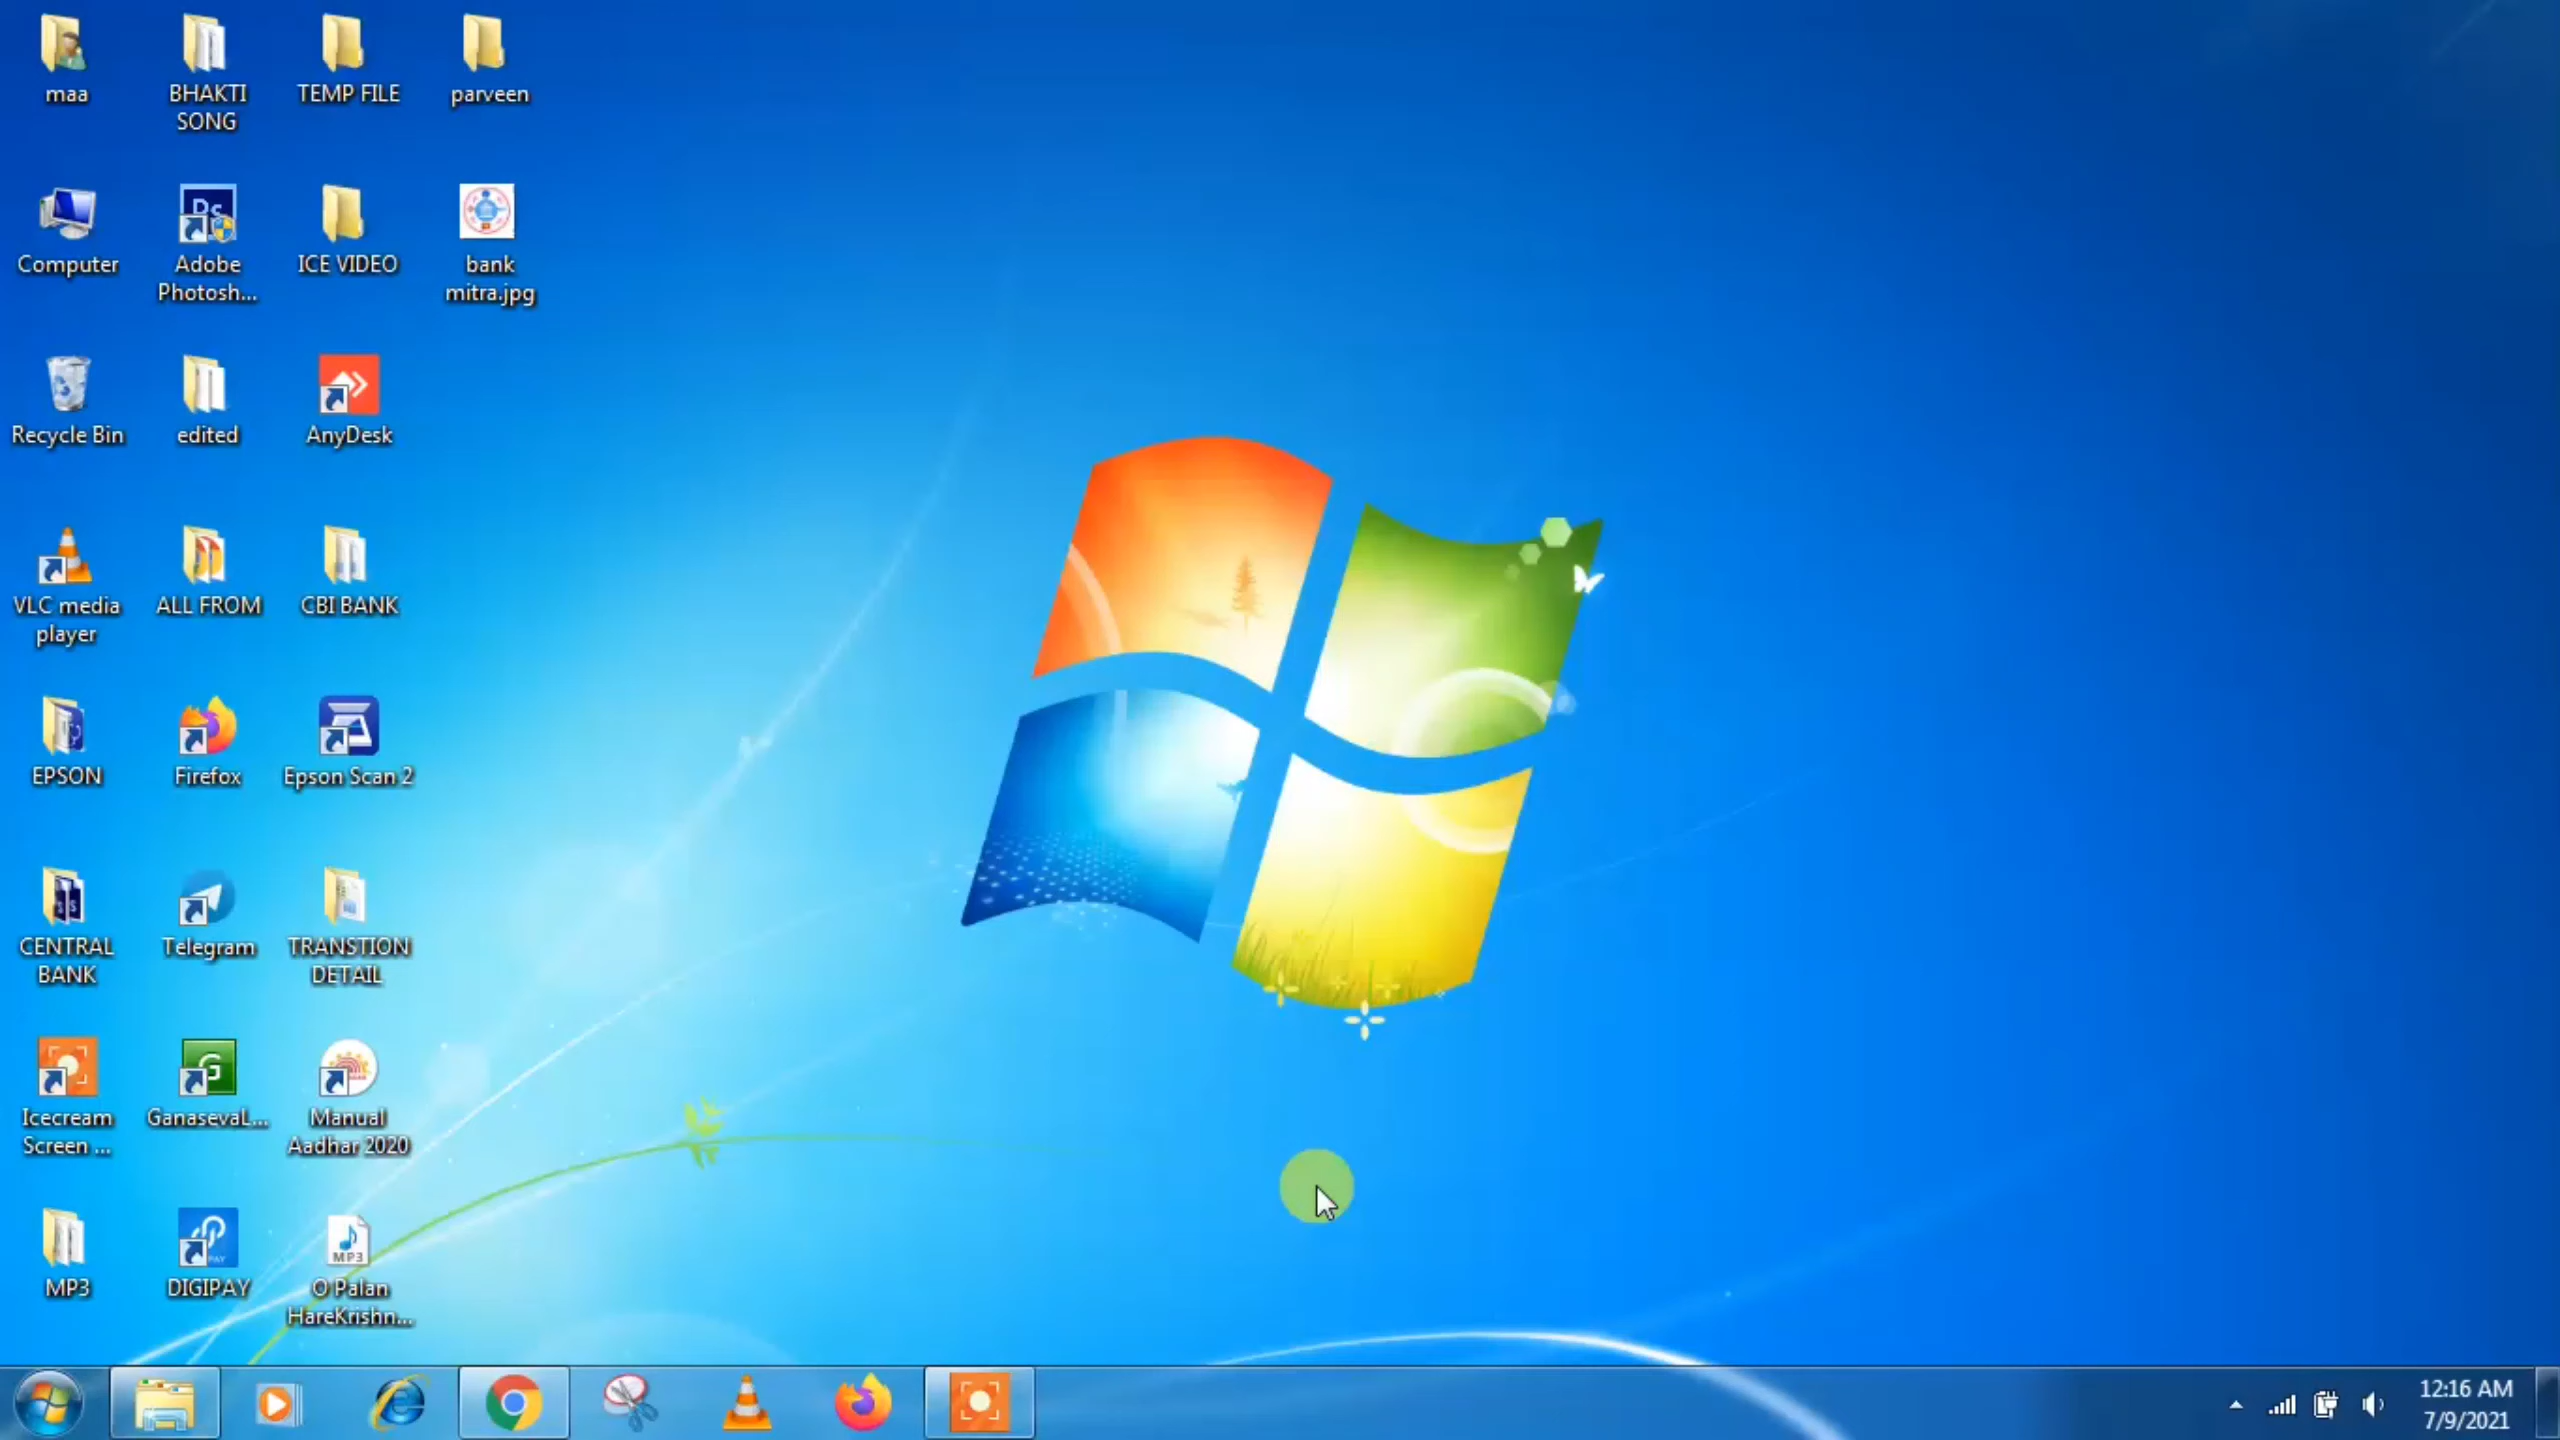 maa
BHAKTI
SONG
TEMP FILE
parveen
Computer
Adobe
Photosh...
ICE VIDEO
bank
mitra.jpg
Recycle Bin
edited
AnyDesk
VLC media
player
ALL FROM
CBI BANK
EPSON
Firefox
Epson Scan 2
CENTRAL
BANK
Telegram
TRANSTION
DETAIL
Icecream
Screen ...
GanasevaL...
Manual
Aadhar 2020
MP3
DIGIPAY
MP3
O Palan
HareKrishn...
12:16 AM
7/9/2021